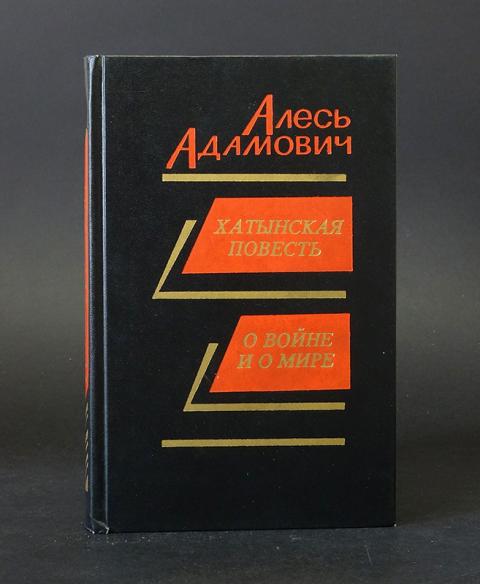 Алесь
Адамович
ХАТЫНСКАЯ
ПОВЕСТЬ
О ВОЙНЕ
И О МИРЕ